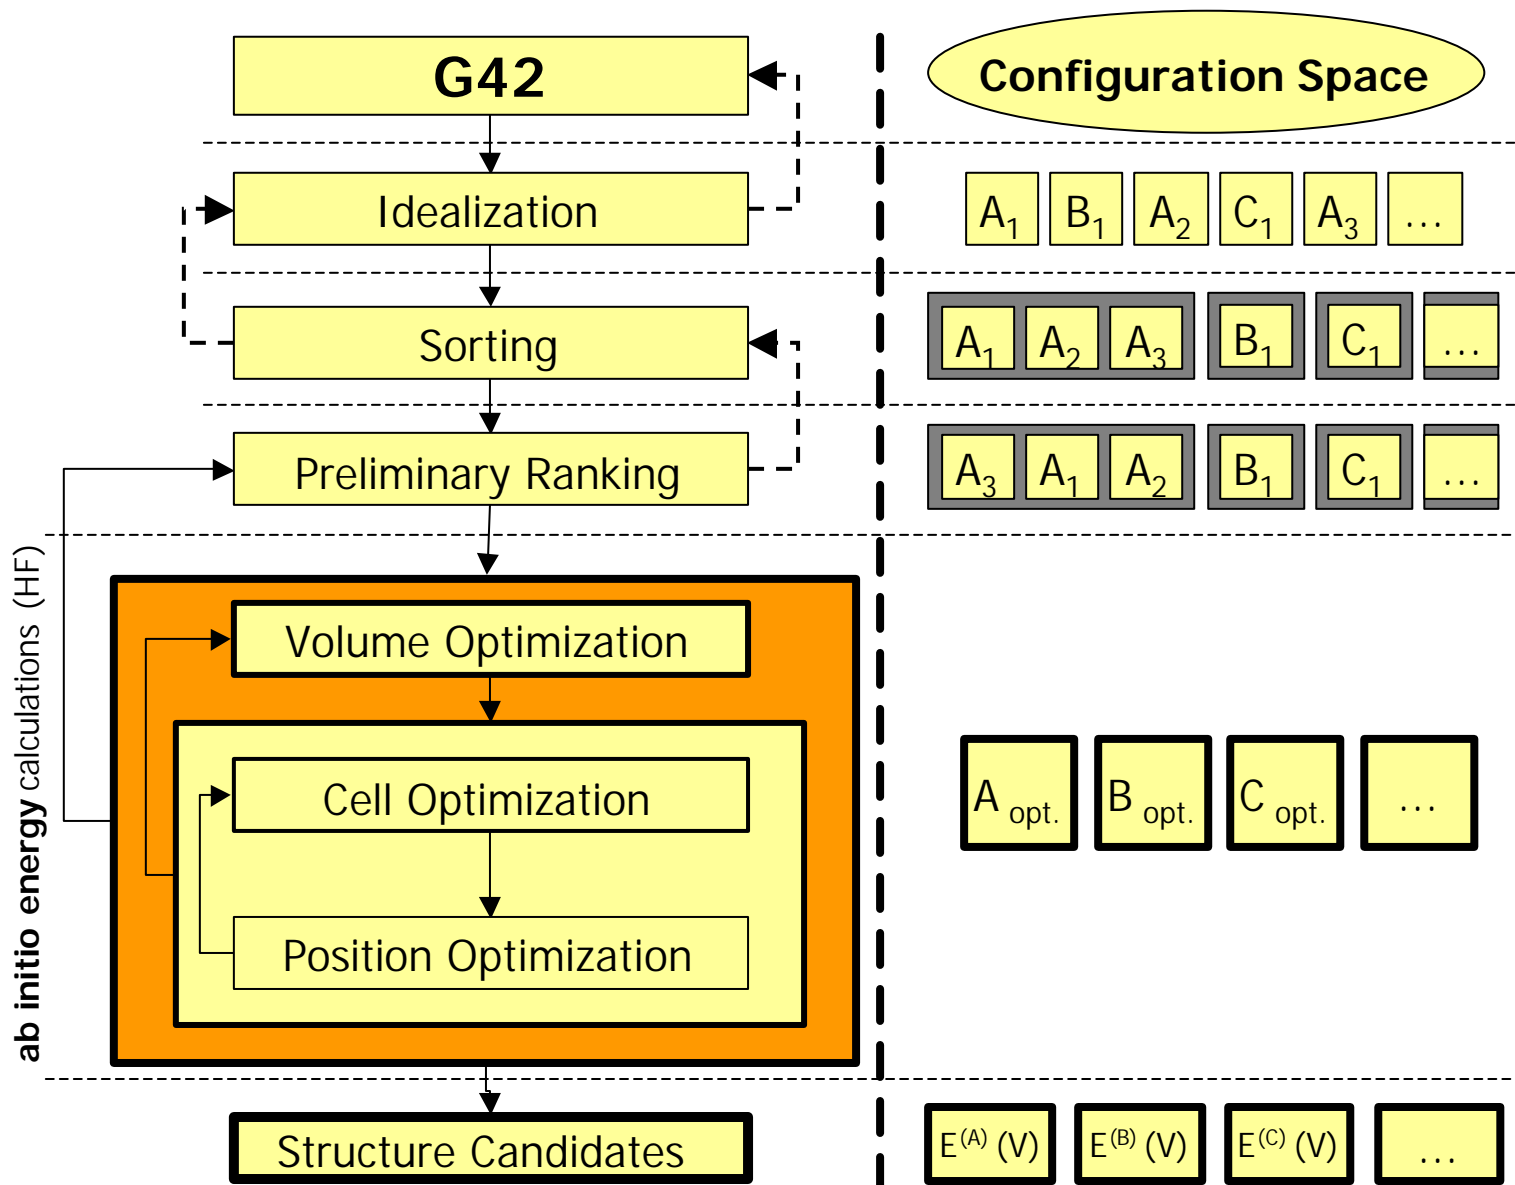 G42
Configuration Space
Idealization
A1 B1 A2 C1 A3 ...
Sorting
A1 A2 A3 B1 C1 ...
Preliminary Ranking
A3 A1 A2 B1 C1 ...
ab initio energy calculations (HF)
Volume Optimization
Cell Optimization
A opt. B opt. C opt. ...
Position Optimization
Structure Candidates
E(A) (V) E(B) (V) E(C) (V) ...